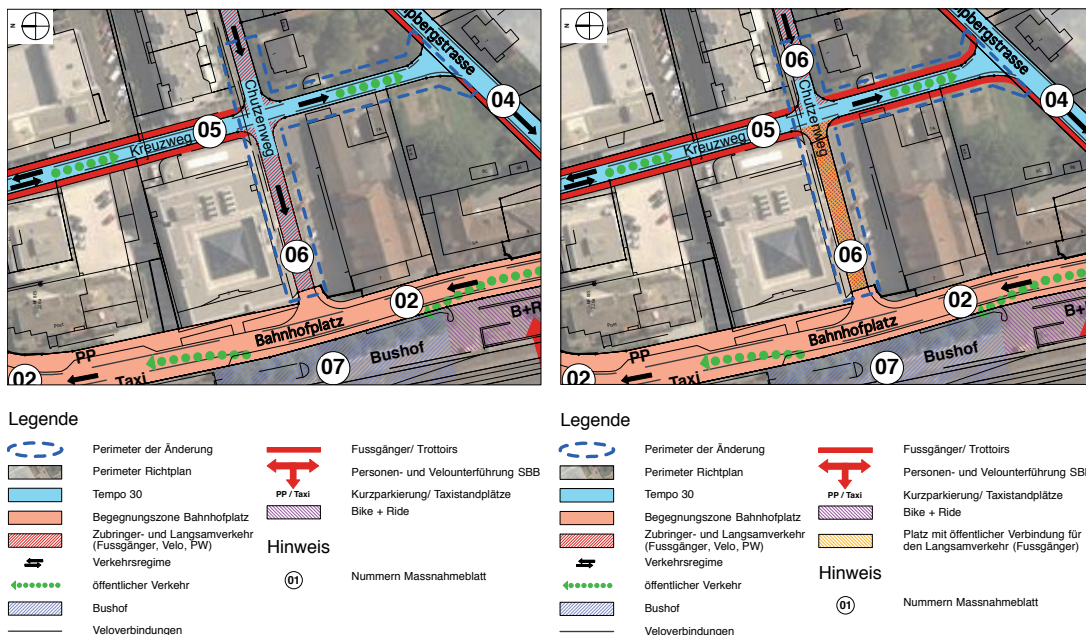 N
Chutzenweg
pbergstrasse
04
05
Kreuzweg
06
02
Bahnhofplatz
B+R
PP
Bushof
07
02
Taxi
Legende
Perimeter der Änderung
Perimeter Richtplan
Tempo 30
Begegnungszone Bahnhofplatz
Zubringer- und Langsamverkehr
(Fussgänger, Velo, PW)
Verkehrsregime
öffentlicher Verkehr
Bushof
Veloverbindungen
Fussgänger/ Trottoirs
Personen- und Velounterführung SBB
PP / Taxi Kurzparkierung/ Taxistandplätze
Bike + Ride
Hinweis
01 Nummern Massnahmeblatt
N
06
Chutzenweg
pbergstrasse
04
05
Kreuzweg
06
02
Bahnhofplatz
B+
PP
Bushof
07
02
Taxi
Legende
Perimeter der Änderung
Perimeter Richtplan
Tempo 30
Begegnungszone Bahnhofplatz
Zubringer- und Langsamverkehr
(Fussgänger, Velo, PW)
Verkehrsregime
öffentlicher Verkehr
Bushof
Veloverbindungen
Fussgänger/ Trottoirs
Personen- und Velounterführung SBB
PP / Taxi Kurzparkierung/ Taxistandplätze
Bike + Ride
Platz mit öffentlicher Verbindung für
den Langsamverkehr (Fussgänger)
Hinweis
01 Nummern Massnahmeblatt